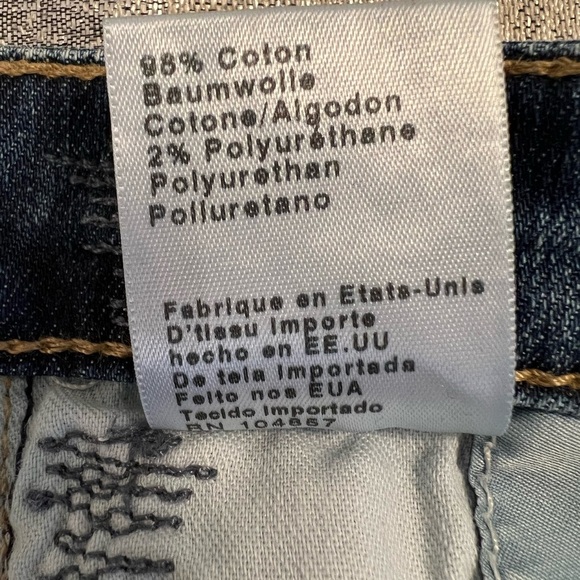 98% Coton
Baumwolle
Cotone/Algodon
2% Polyuréthane
Polyurethan
Poliuretano
Fabrique en Etats-Unis
D'tissu importe
hecho en EE.UU
De tela importada
Feito nos EUA
Tecido importado
RN 104867